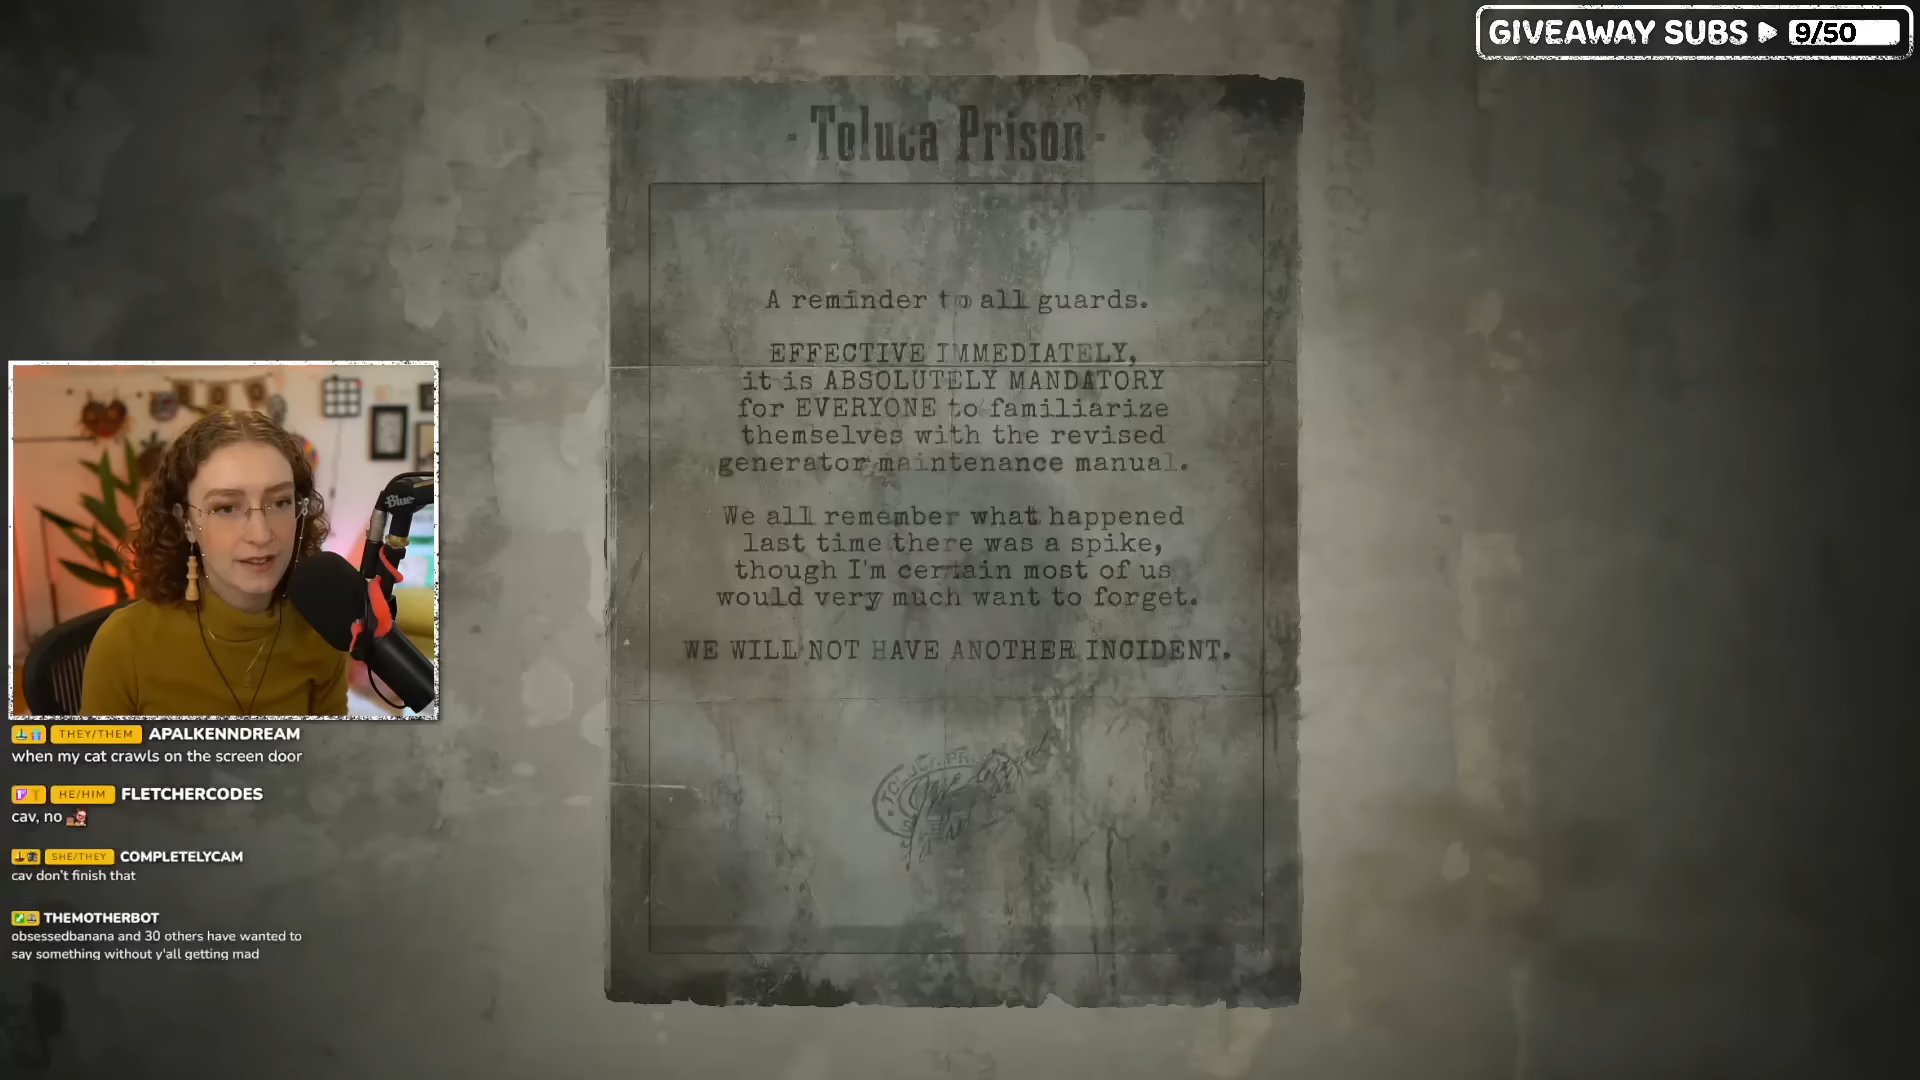 GIVEAWAY SUBS 9/50
- Toluca Prison -
A reminder to all guards.
EFFECTIVE IMMEDIATELY,
it is ABSOLUTELY MANDATORY
for EVERYONE to familiarize
themselves with the revised
generator maintenance manual.
We all remember what happened
last time there was a spike,
though I'm certain most of us
would very much want to forget.
WE WILL NOT HAVE ANOTHER INCIDENT.
Blue
THEY/THEM APALKENNDREAM
when my cat crawls on the screen door
HE/HIM FLETCHERCODES
cav, no
SHE/THEY COMPLETELYCAM
cav don't finish that
THEMOTHERBOT
obsessedbanana and 30 others have wanted to
say something without y'all getting mad